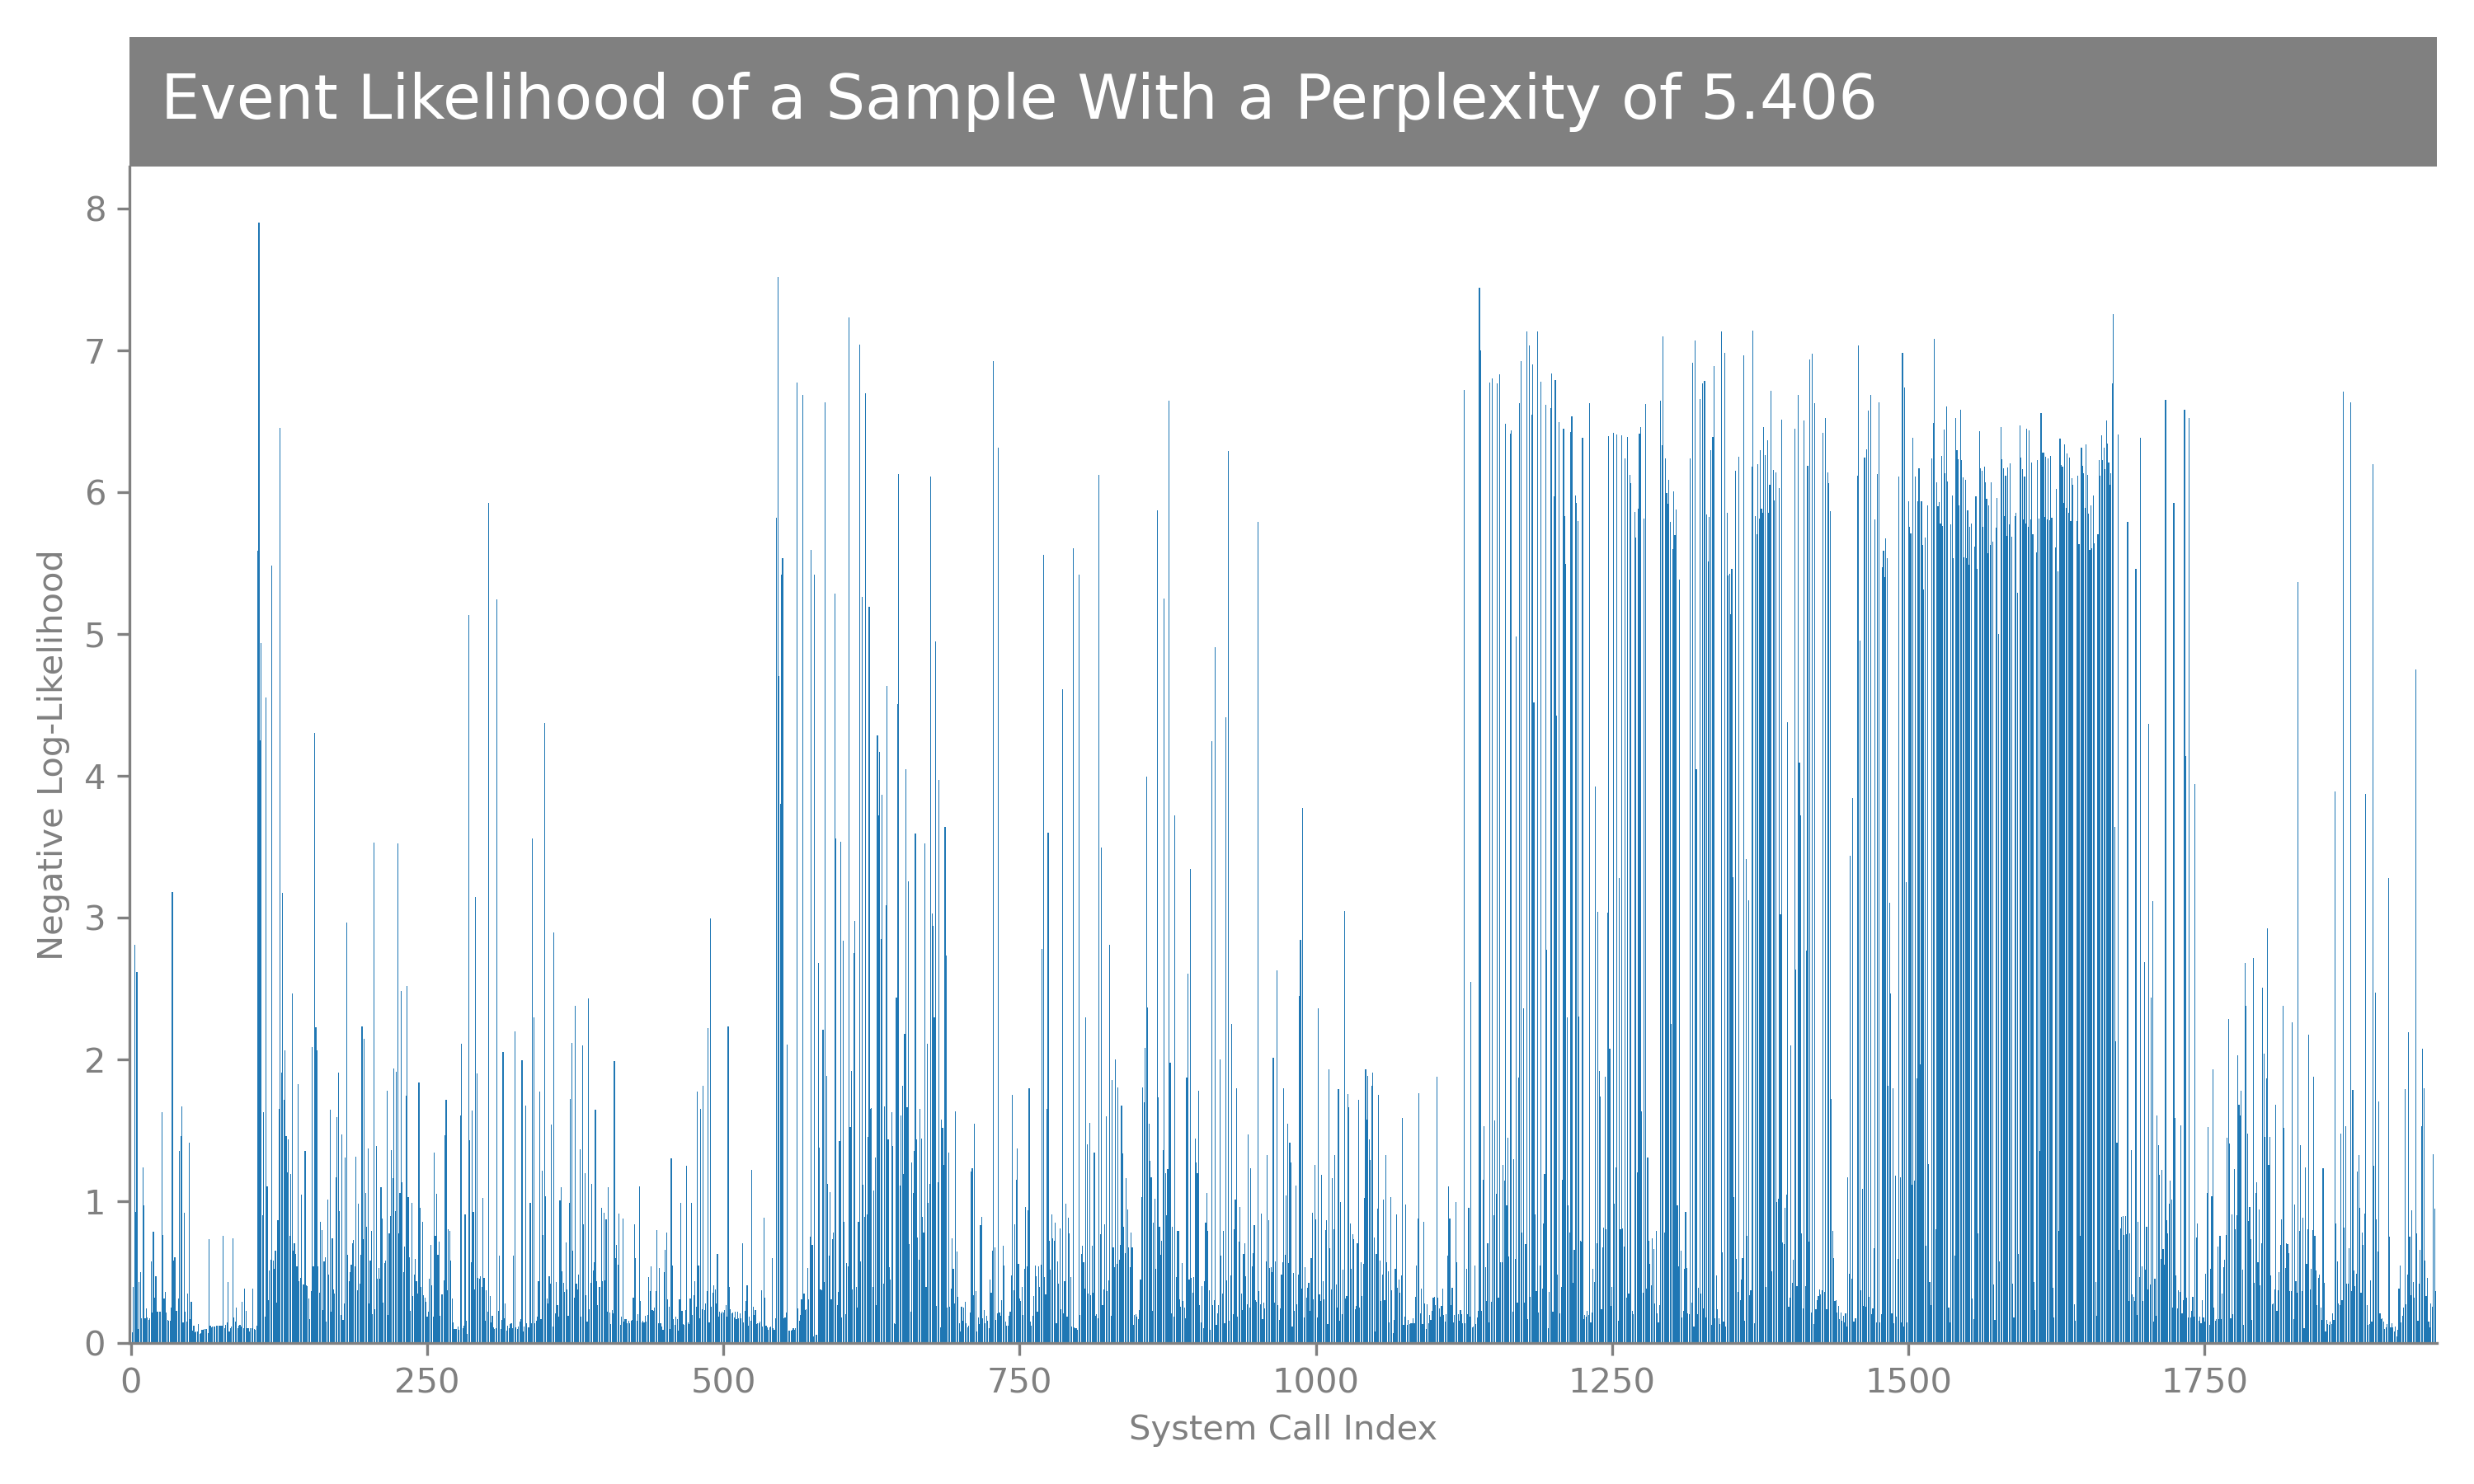 Event Likelihood of a Sample With a Perplexity of 5.406
8
7
6
5
4
3
2
1
0
Negative Log-Likelihood
0 250 500 750 1000 1250 1500 1750
System Call Index